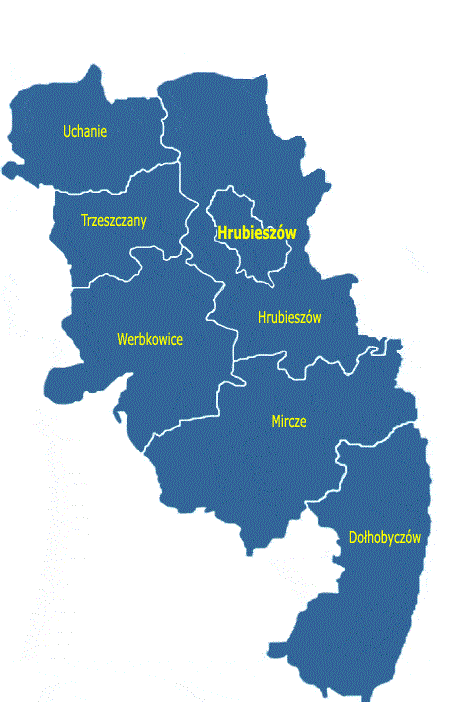 Uchanie
Trzeszczany
Hrubieszów
Hrubieszów
Werbkowice
Mircze
Dołhobyczów